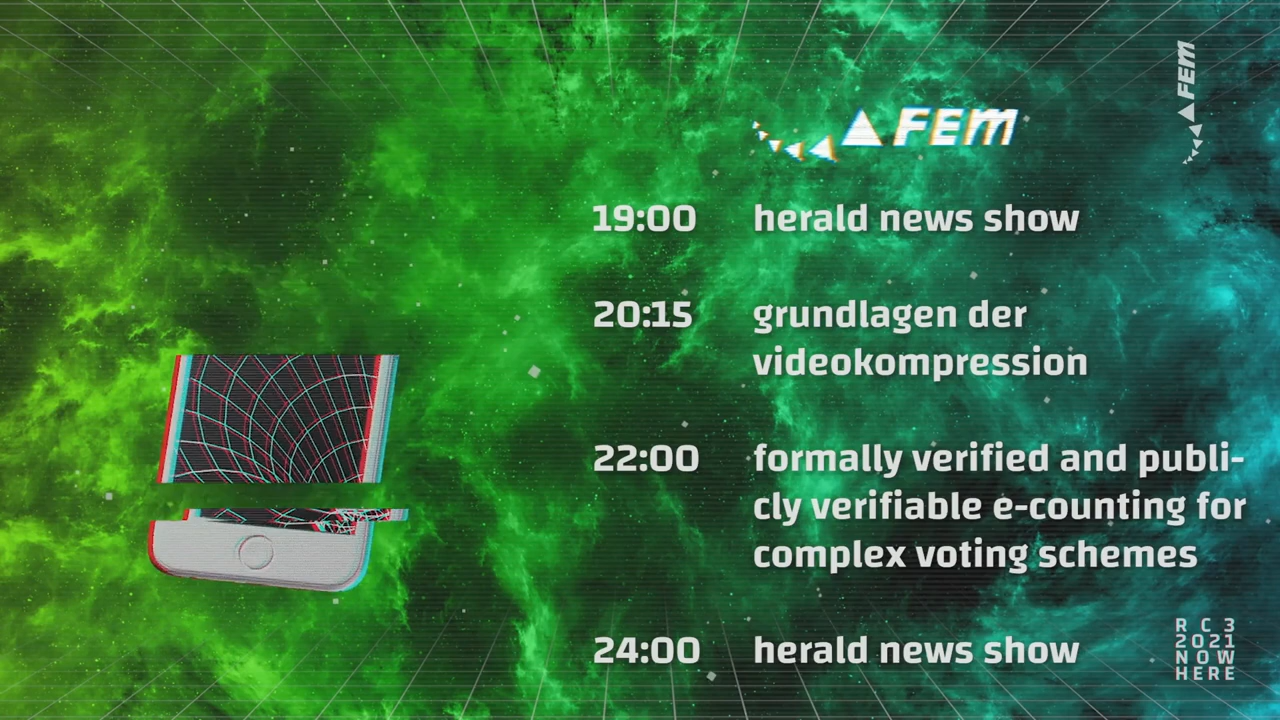 FEM
FEM
19:00 herald news show
20:15 grundlagen der
videokompression
22:00 formally verified and publi-
cly verifiable e-counting for
complex voting schemes
24:00 herald news show
R C 3
2021
NOW
HERE